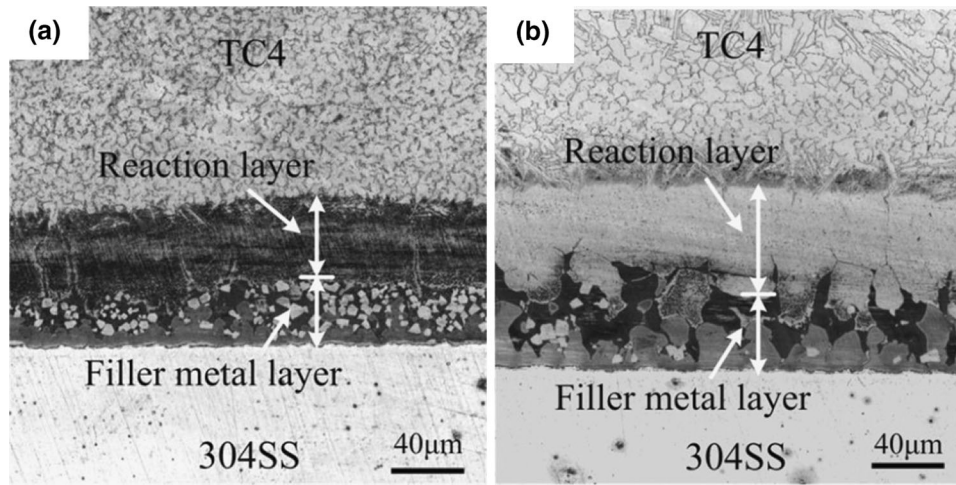 (a)
TC4
Reaction layer
Filler metal layer
304SS
40μm
(b)
TC4
Reaction layer
Filler metal layer
304SS
40μm